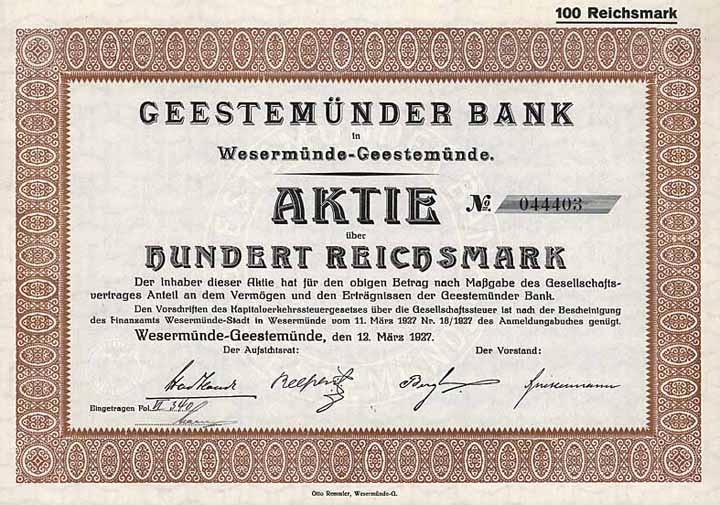 100 Reichsmark
GEESTEMÜNDER BANK
in
Wesermünde-Geestemünde.
AKTIE № 044403
über
HUNDERT REICHSMARK
Der Inhaber dieser Aktie hat für den obigen Betrag nach Maßgabe des Gesellschafts-
vertrages Anteil an dem Vermögen und den Erträgnissen der Geestemünder Bank.
Den Vorschriften des Kapitalverkehrssteuergesetzes über die Gesellschaftssteuer ist nach der Bescheinigung
des Finanzamts Wesermünde-Stadt in Wesermünde vom 11. März 1927 Nr. 18/1927 des Anmeldungsbuches genügt.
Wesermünde-Geestemünde, den 12. März 1927.
Der Aufsichtsrat: Der Vorstand:
Eingetragen Fol. 340
Otto Remmler, Wesermünde-G.